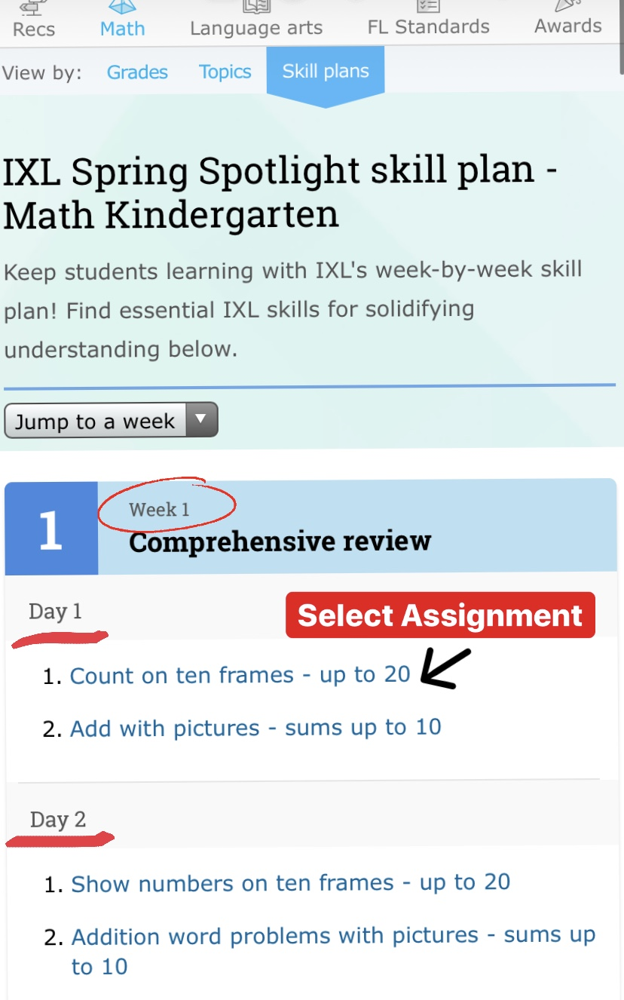 Recs Math Language arts FL Standards Awards
View by: Grades Topics Skill plans
IXL Spring Spotlight skill plan -
Math Kindergarten
Keep students learning with IXL's week-by-week skill
plan! Find essential IXL skills for solidifying
understanding below.
Jump to a week
1
Week 1
Comprehensive review
Day 1
Select Assignment
1. Count on ten frames - up to 20
2. Add with pictures - sums up to 10
Day 2
1. Show numbers on ten frames - up to 20
2. Addition word problems with pictures - sums up
to 10